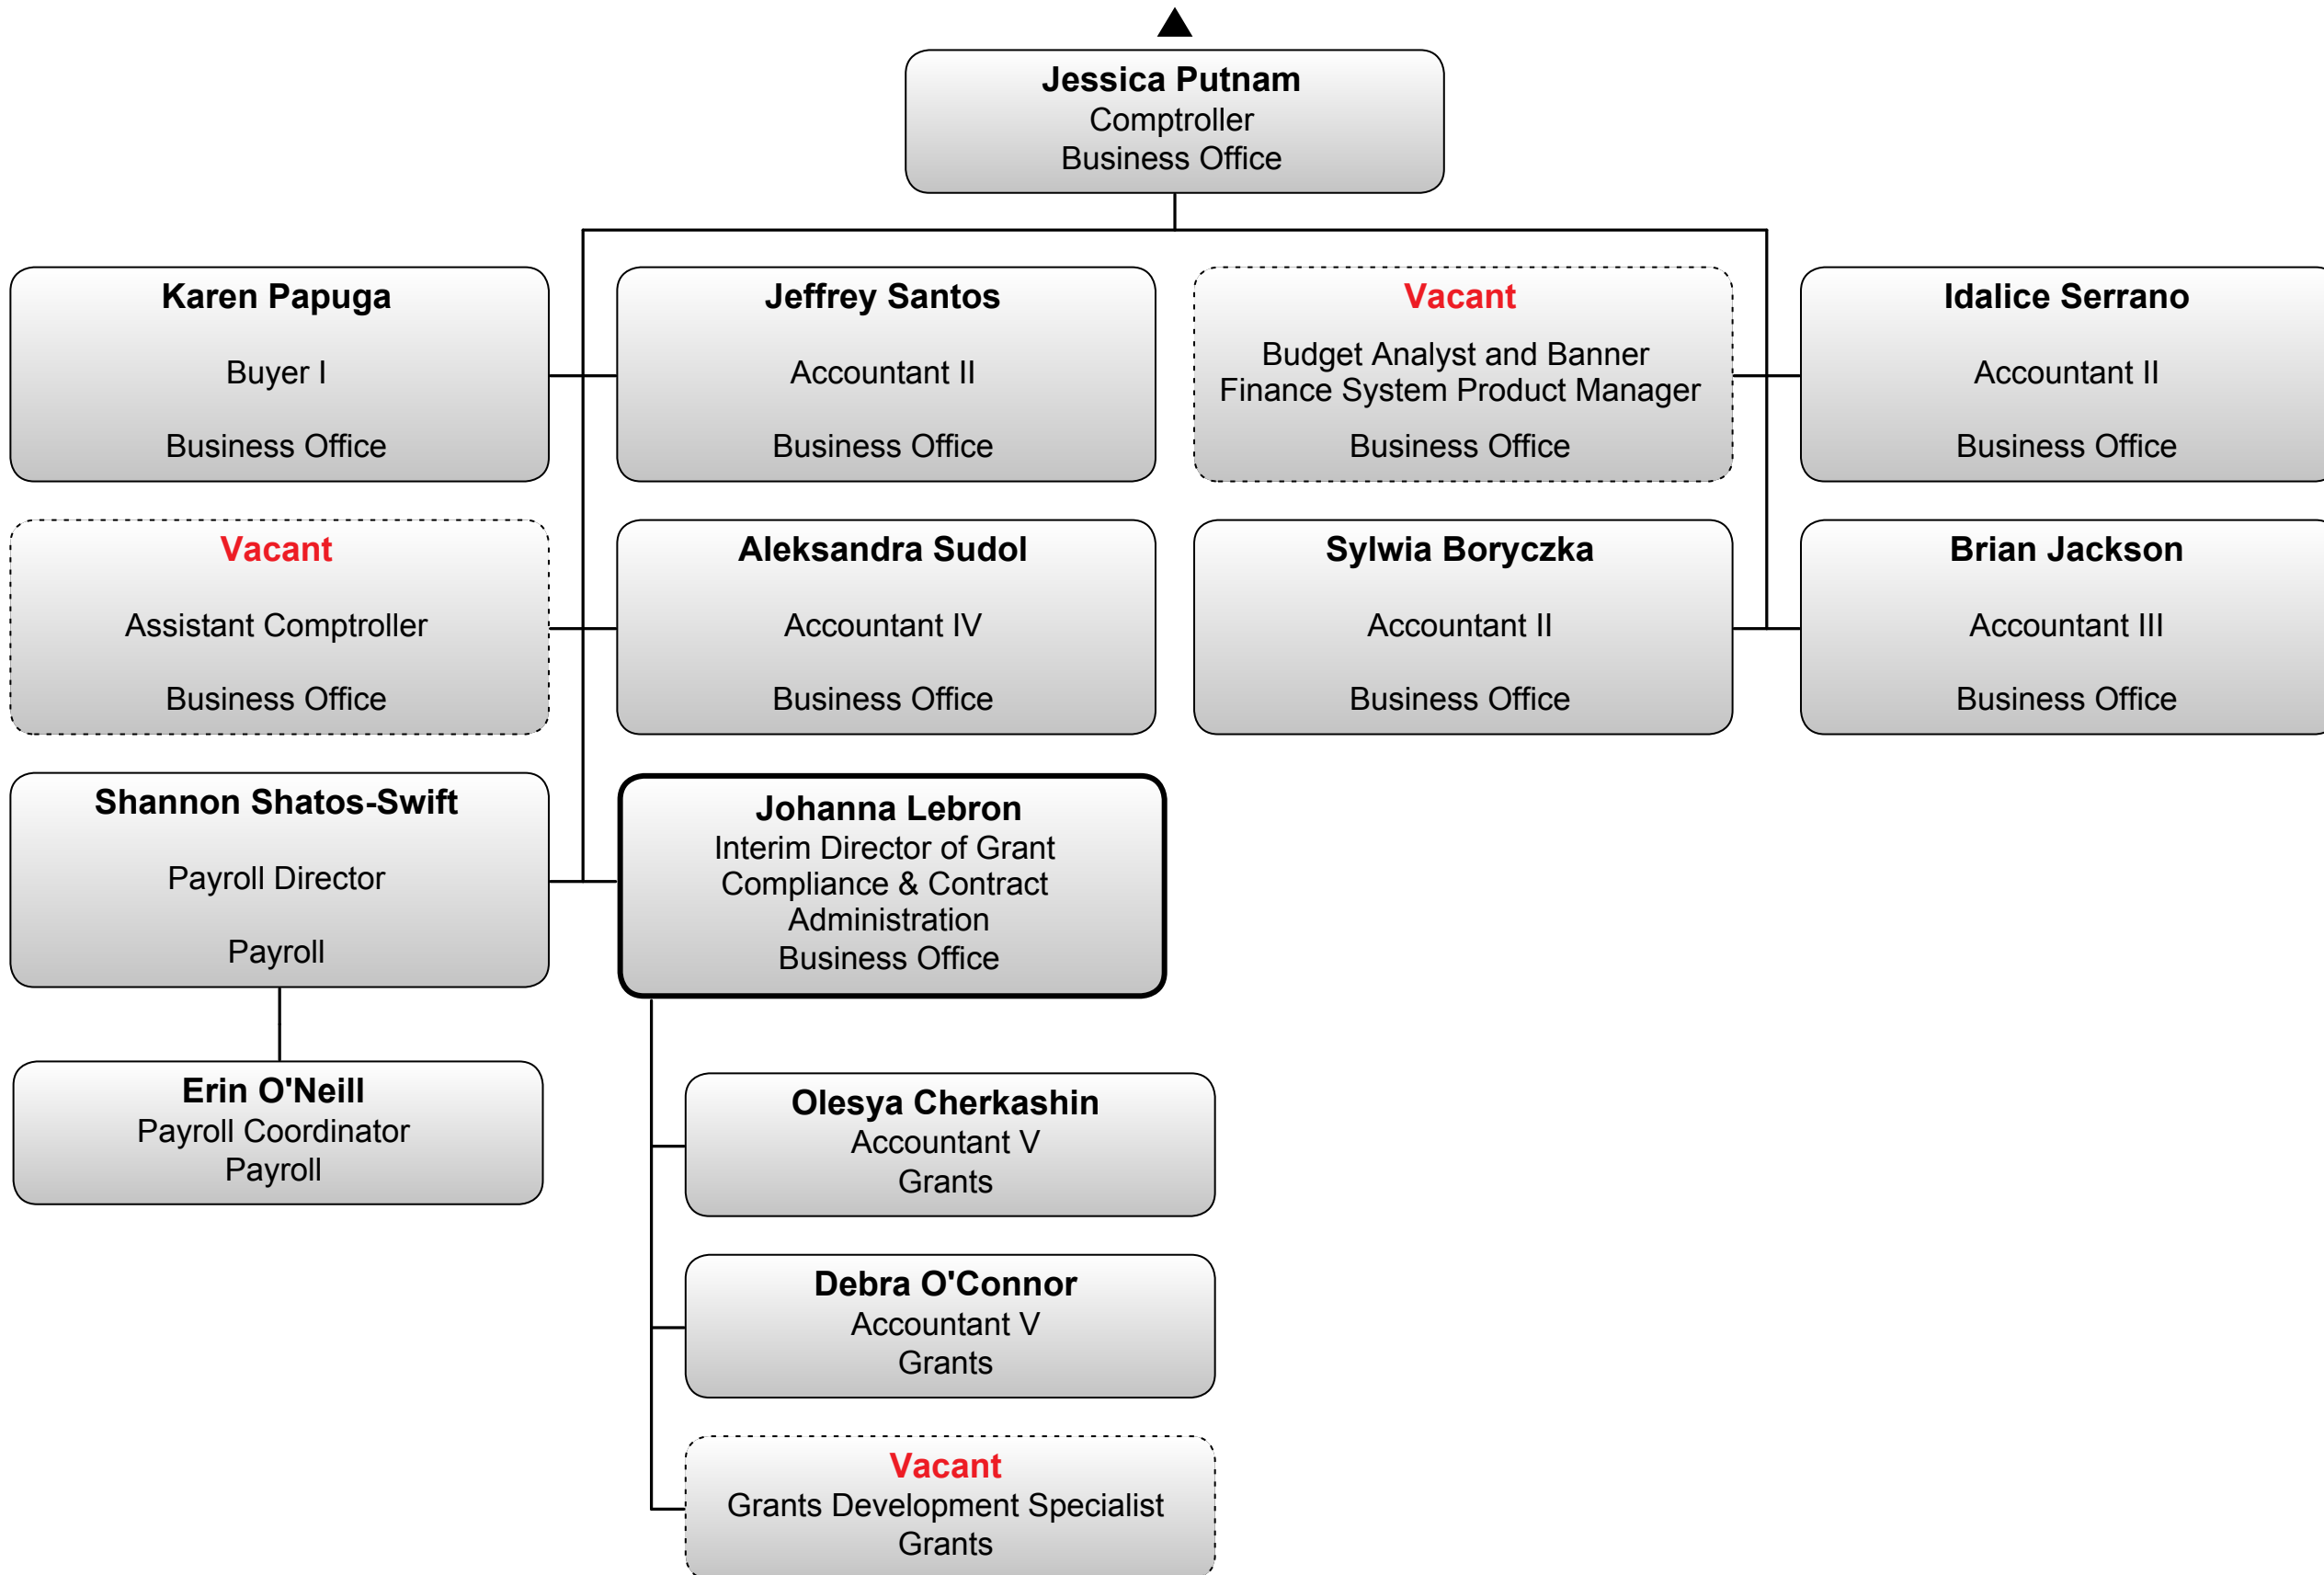 Jessica Putnam
Comptroller
Business Office
Karen Papuga
Buyer I
Business Office
Jeffrey Santos
Accountant II
Business Office
Vacant
Budget Analyst and Banner
Finance System Product Manager
Business Office
Idalice Serrano
Accountant II
Business Office
Vacant
Assistant Comptroller
Business Office
Aleksandra Sudol
Accountant IV
Business Office
Sylwia Boryczka
Accountant II
Business Office
Brian Jackson
Accountant III
Business Office
Shannon Shatos-Swift
Payroll Director
Payroll
Johanna Lebron
Interim Director of Grant
Compliance & Contract
Administration
Business Office
Erin O'Neill
Payroll Coordinator
Payroll
Olesya Cherkashin
Accountant V
Grants
Debra O'Connor
Accountant V
Grants
Vacant
Grants Development Specialist
Grants